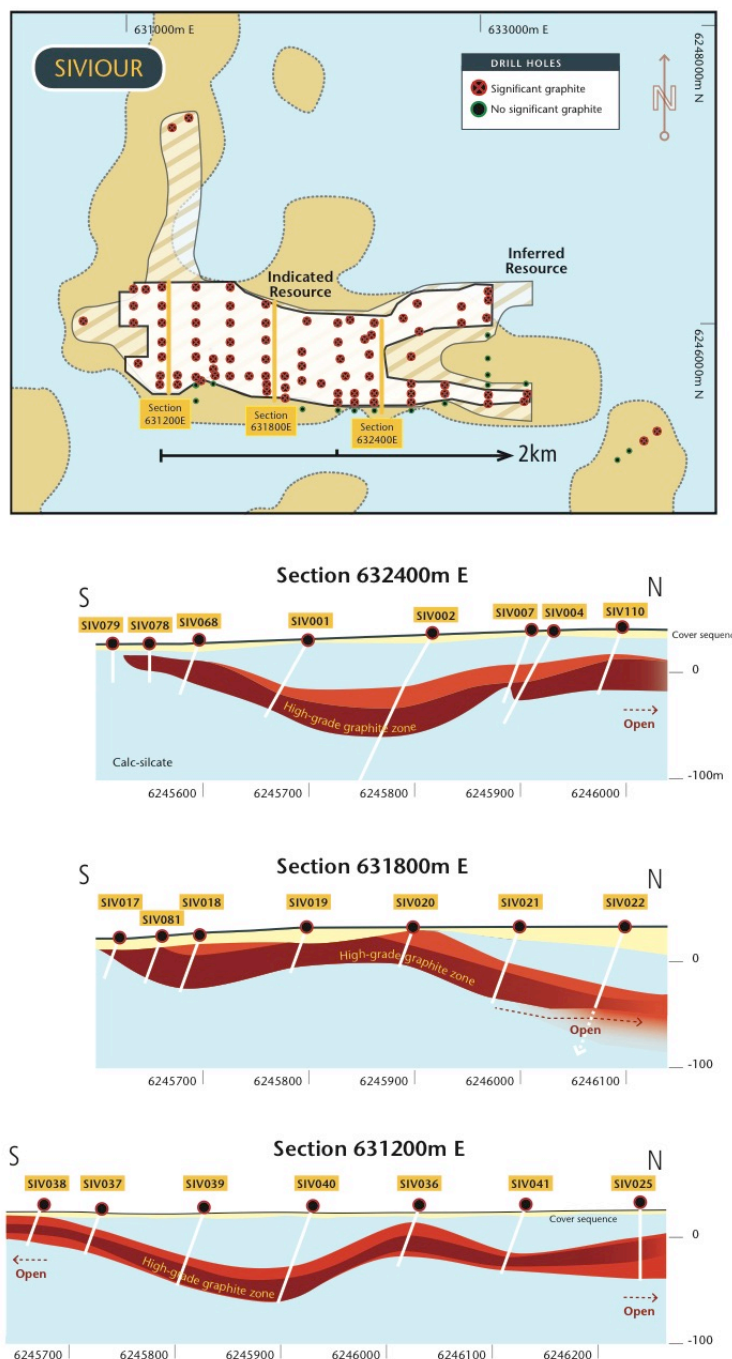 631000m E
633000m E
6248000m N
SIVIOUR
DRILL HOLES
Significant graphite
No significant graphite
N
Indicated
Resource
Inferred
Resource
6246000m N
Section
631200E
Section
631800E
Section
632400E
2km
Section 632400m E
S
N
SIV079
SIV078
SIV068
SIV001
SIV002
SIV007
SIV004
SIV110
Cover sequenc
0
High-grade graphite zone
Open
Calc-silcate
-100m
6245600
6245700
6245800
6245900
6246000
Section 631800m E
S
N
SIV017
SIV081
SIV018
SIV019
SIV020
SIV021
SIV022
High-grade graphite zone
0
Open
-100
6245700
6245800
6245900
6246000
6246100
Section 631200m E
S
N
SIV038
SIV037
SIV039
SIV040
SIV036
SIV041
SIV025
Cover sequence
0
Open
High-grade graphite zone
Open
-100
6245700
6245800
6245900
6246000
6246100
6246200